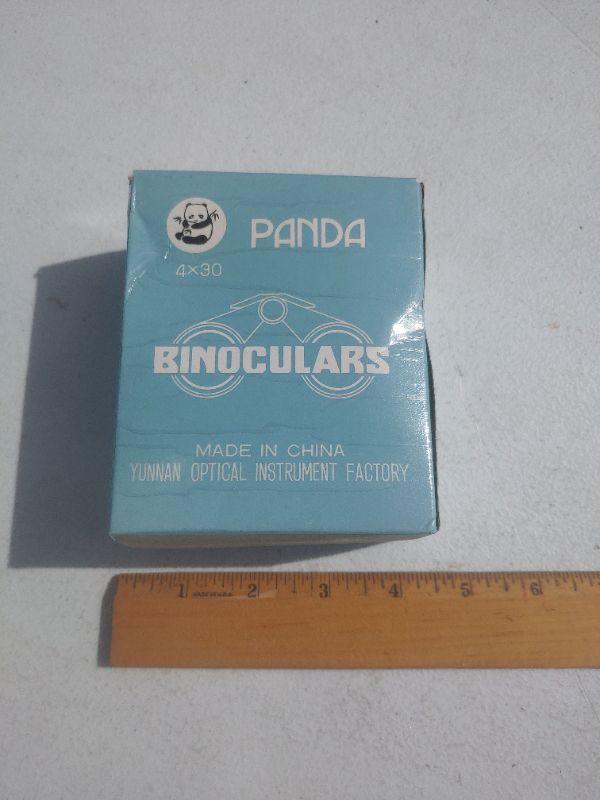 PANDA
4×30
BINOCULARS
MADE IN CHINA
YUNNAN OPTICAL INSTRUMENT FACTORY
1 2 3 4 5 6